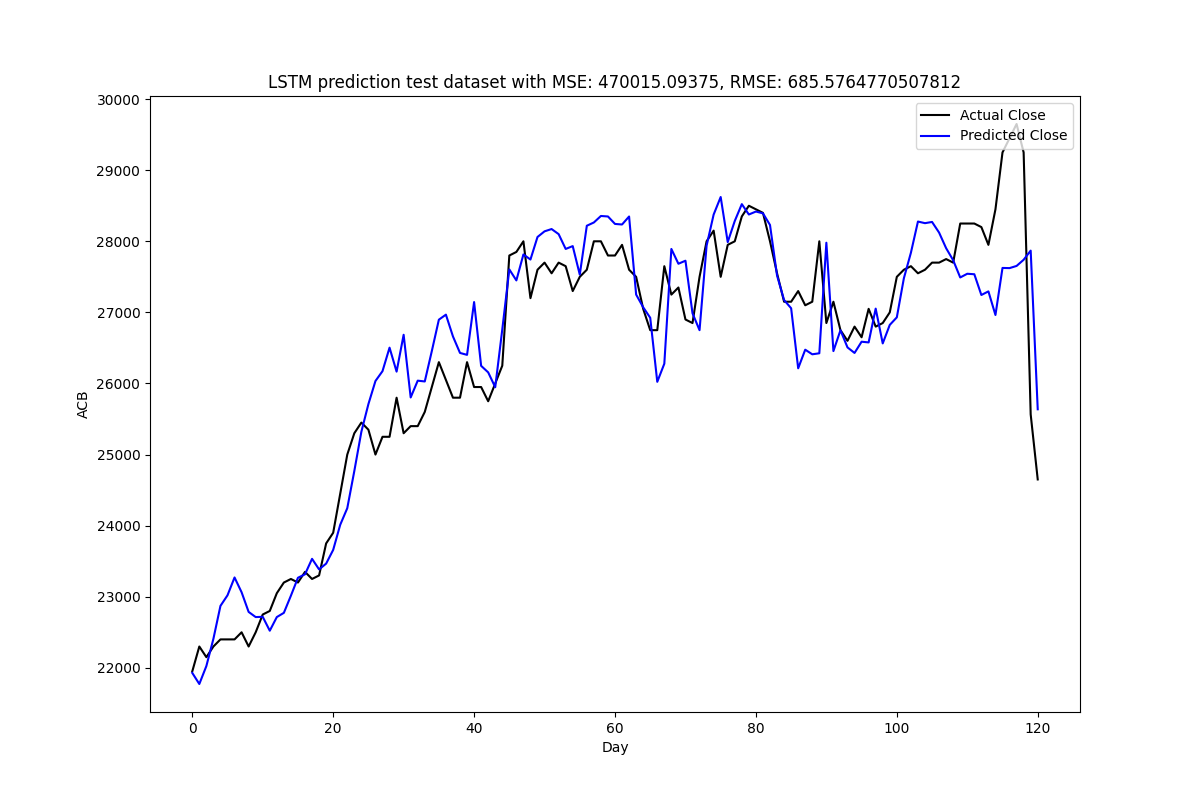 LSTM prediction test dataset with MSE: 470015.09375, RMSE: 685.5764770507812
Actual Close
Predicted Close
30000
29000
28000
27000
26000
25000
24000
23000
22000
ACB
0 20 40 60 80 100 120
Day